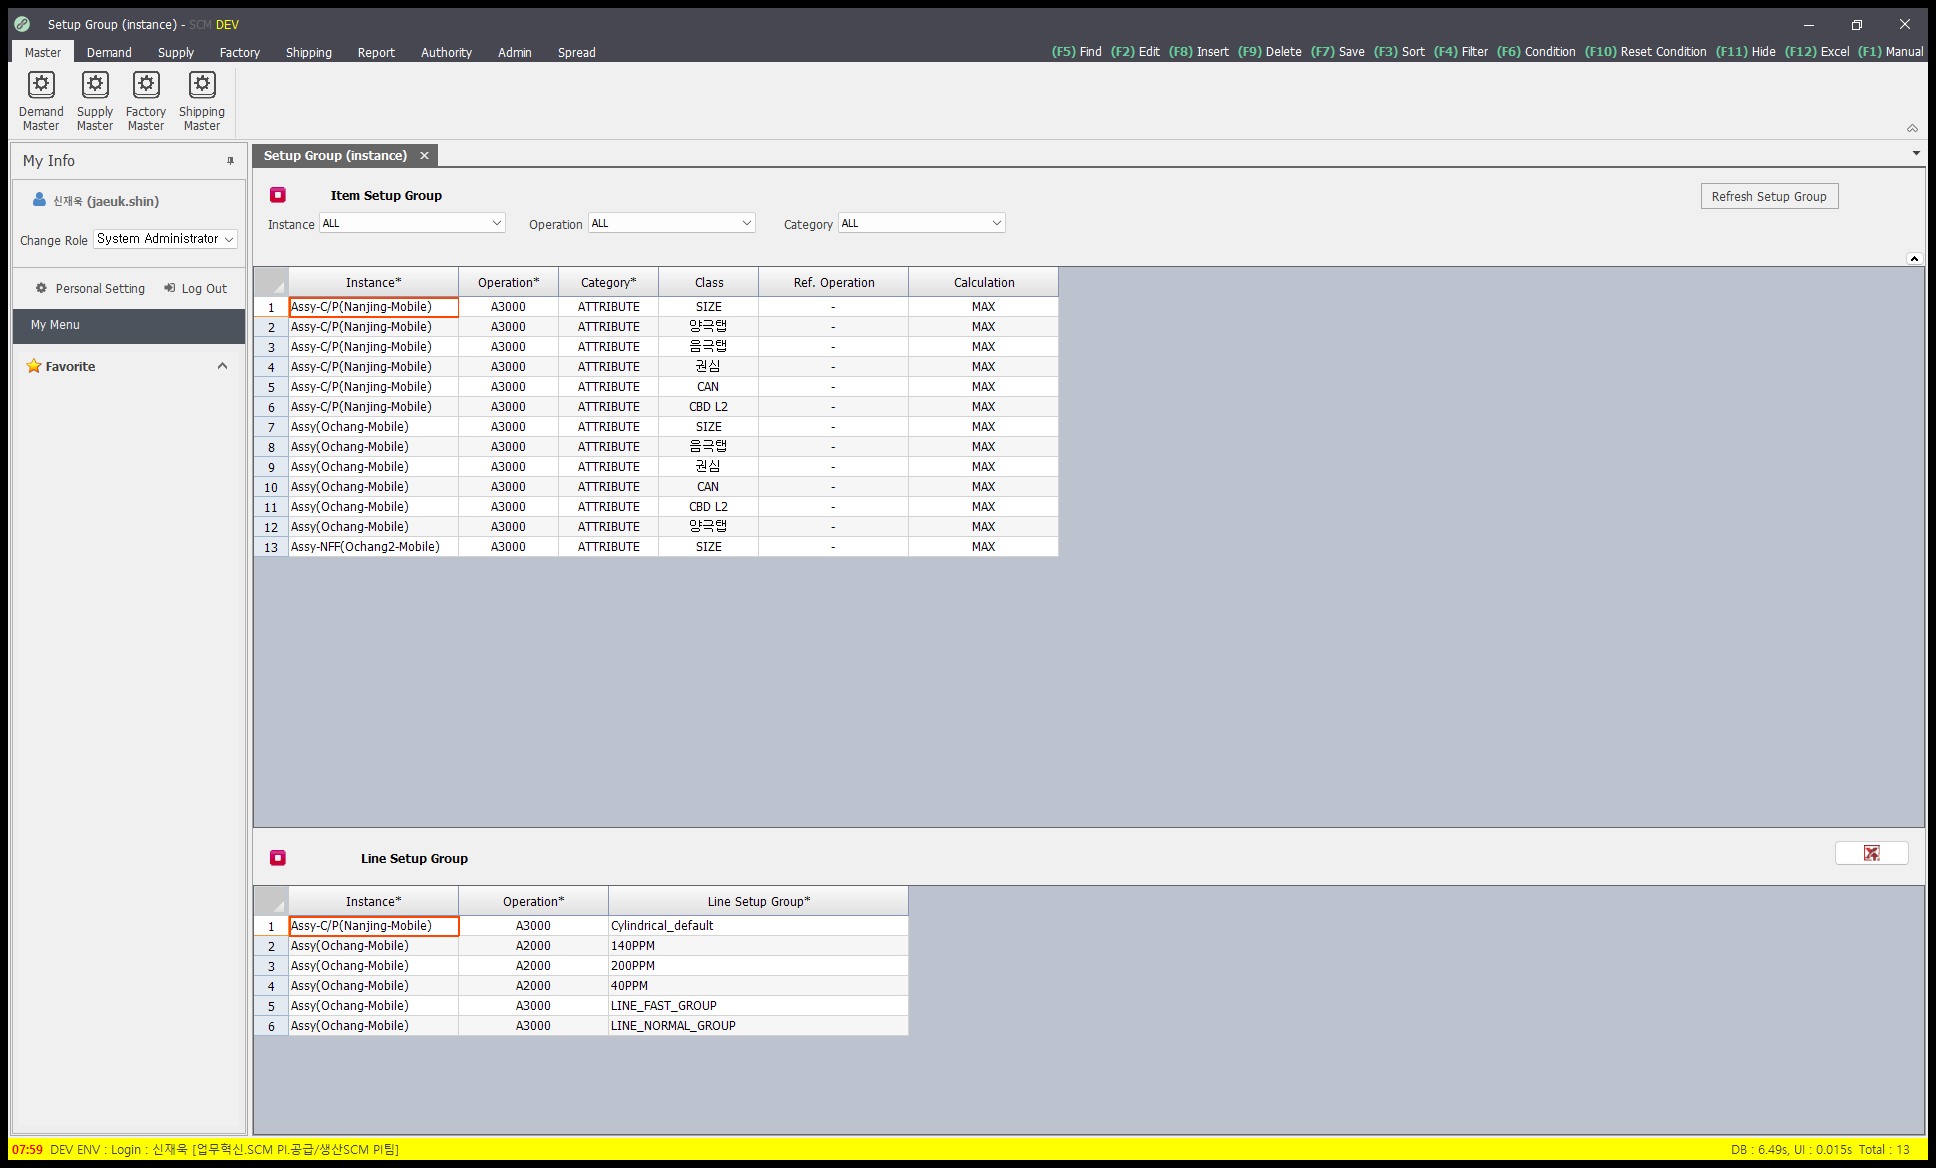 Setup Group (instance) - SCM DEV
Master Demand Supply Factory Shipping Report Authority Admin Spread (F5) Find (F2) Edit (F8) Insert (F9) Delete (F7) Save (F3) Sort (F4) Filter (F6) Condition (F10) Reset Condition (F11) Hide (F12) Excel (F1) Manual
Demand Master Supply Master Factory Master Shipping Master
My Info
신재욱 (jaeuk.shin)
Change Role System Administrator
Personal Setting Log Out
My Menu
Favorite
Setup Group (instance)
Item Setup Group Refresh Setup Group
Instance ALL Operation ALL Category ALL
Instance* Operation* Category* Class Ref. Operation Calculation
1 Assy-C/P(Nanjing-Mobile) A3000 ATTRIBUTE SIZE - MAX
2 Assy-C/P(Nanjing-Mobile) A3000 ATTRIBUTE 양극탭 - MAX
3 Assy-C/P(Nanjing-Mobile) A3000 ATTRIBUTE 음극탭 - MAX
4 Assy-C/P(Nanjing-Mobile) A3000 ATTRIBUTE 권심 - MAX
5 Assy-C/P(Nanjing-Mobile) A3000 ATTRIBUTE CAN - MAX
6 Assy-C/P(Nanjing-Mobile) A3000 ATTRIBUTE CBD L2 - MAX
7 Assy(Ochang-Mobile) A3000 ATTRIBUTE SIZE - MAX
8 Assy(Ochang-Mobile) A3000 ATTRIBUTE 음극탭 - MAX
9 Assy(Ochang-Mobile) A3000 ATTRIBUTE 권심 - MAX
10 Assy(Ochang-Mobile) A3000 ATTRIBUTE CAN - MAX
11 Assy(Ochang-Mobile) A3000 ATTRIBUTE CBD L2 - MAX
12 Assy(Ochang-Mobile) A3000 ATTRIBUTE 양극탭 - MAX
13 Assy-NFF(Ochang2-Mobile) A3000 ATTRIBUTE SIZE - MAX
Line Setup Group
Instance* Operation* Line Setup Group*
1 Assy-C/P(Nanjing-Mobile) A3000 Cylindrical_default
2 Assy(Ochang-Mobile) A2000 140PPM
3 Assy(Ochang-Mobile) A2000 200PPM
4 Assy(Ochang-Mobile) A2000 40PPM
5 Assy(Ochang-Mobile) A3000 LINE_FAST_GROUP
6 Assy(Ochang-Mobile) A3000 LINE_NORMAL_GROUP
07:59 DEV ENV : Login : 신재욱 [업무혁신.SCM PI.공급/생산SCM PI팀] DB : 6.49s, UI : 0.015s Total : 13